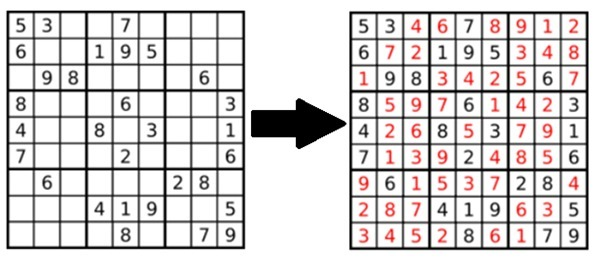 5 3 7
6 1 9 5
9 8 6
8 6 3
4 8 3 1
7 2 6
6 2 8
4 1 9 5
8 7 9
5 3 4 6 7 8 9 1 2
6 7 2 1 9 5 3 4 8
1 9 8 3 4 2 5 6 7
8 5 9 7 6 1 4 2 3
4 2 6 8 5 3 7 9 1
7 1 3 9 2 4 8 5 6
9 6 1 5 3 7 2 8 4
2 8 7 4 1 9 6 3 5
3 4 5 2 8 6 1 7 9